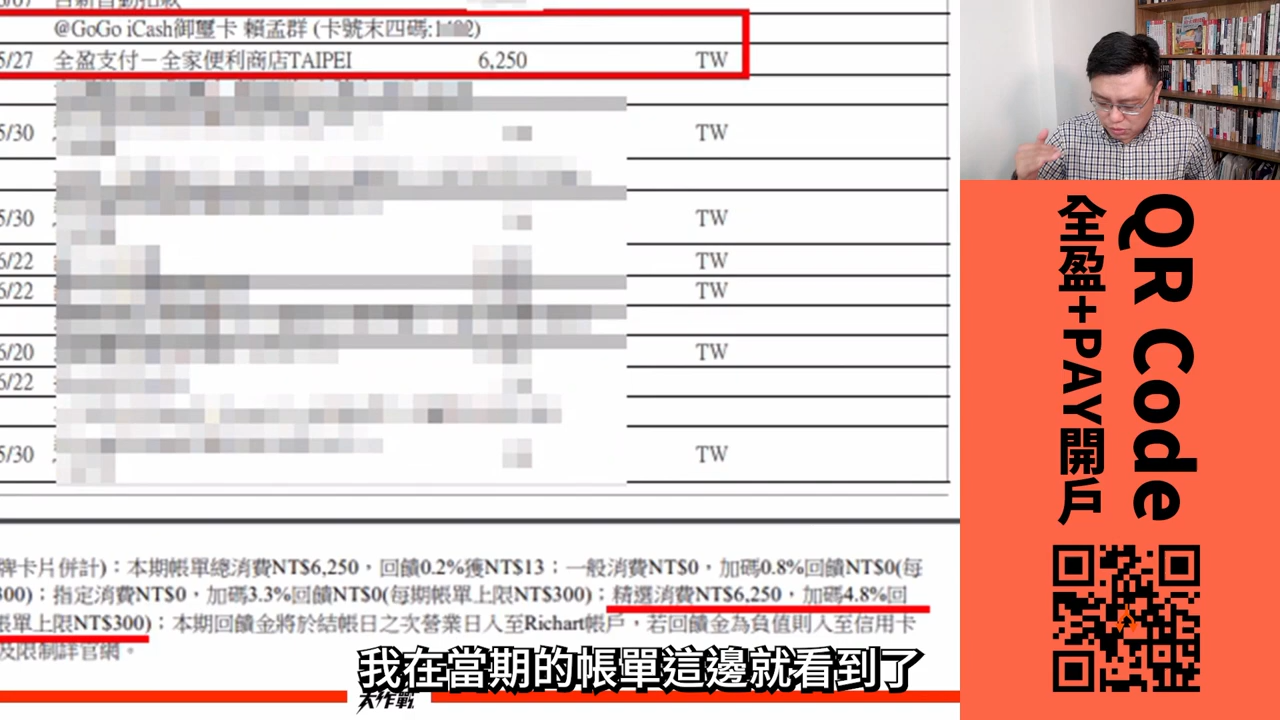 @GoGo iCash御璽卡 賴孟群 (卡號末四碼:1
5/27 全盈支付－全家便利商店TAIPEI 6,250 TW
5/30 TW
5/30 TW
6/22 TW
6/22 TW
6/20 TW
6/22
5/30 TW
牌卡片併計)：本期帳單總消費NT$6,250，回饋0.2%獲NT$13；一般消費NT$0，加碼0.8%回饋NT$0(每
300)；指定消費NT$0，加碼3.3%回饋NT$0(每期帳單上限NT$300)；精選消費NT$6,250，加碼4.8%回
帳單上限NT$300)；本期回饋金將於結帳日之次營業日入至Richart帳戶，若回饋金為負值則入至信用卡
及限制詳官網。
我在當期的帳單這邊就看到了
大作戰
QR Code
全盈+PAY開戶